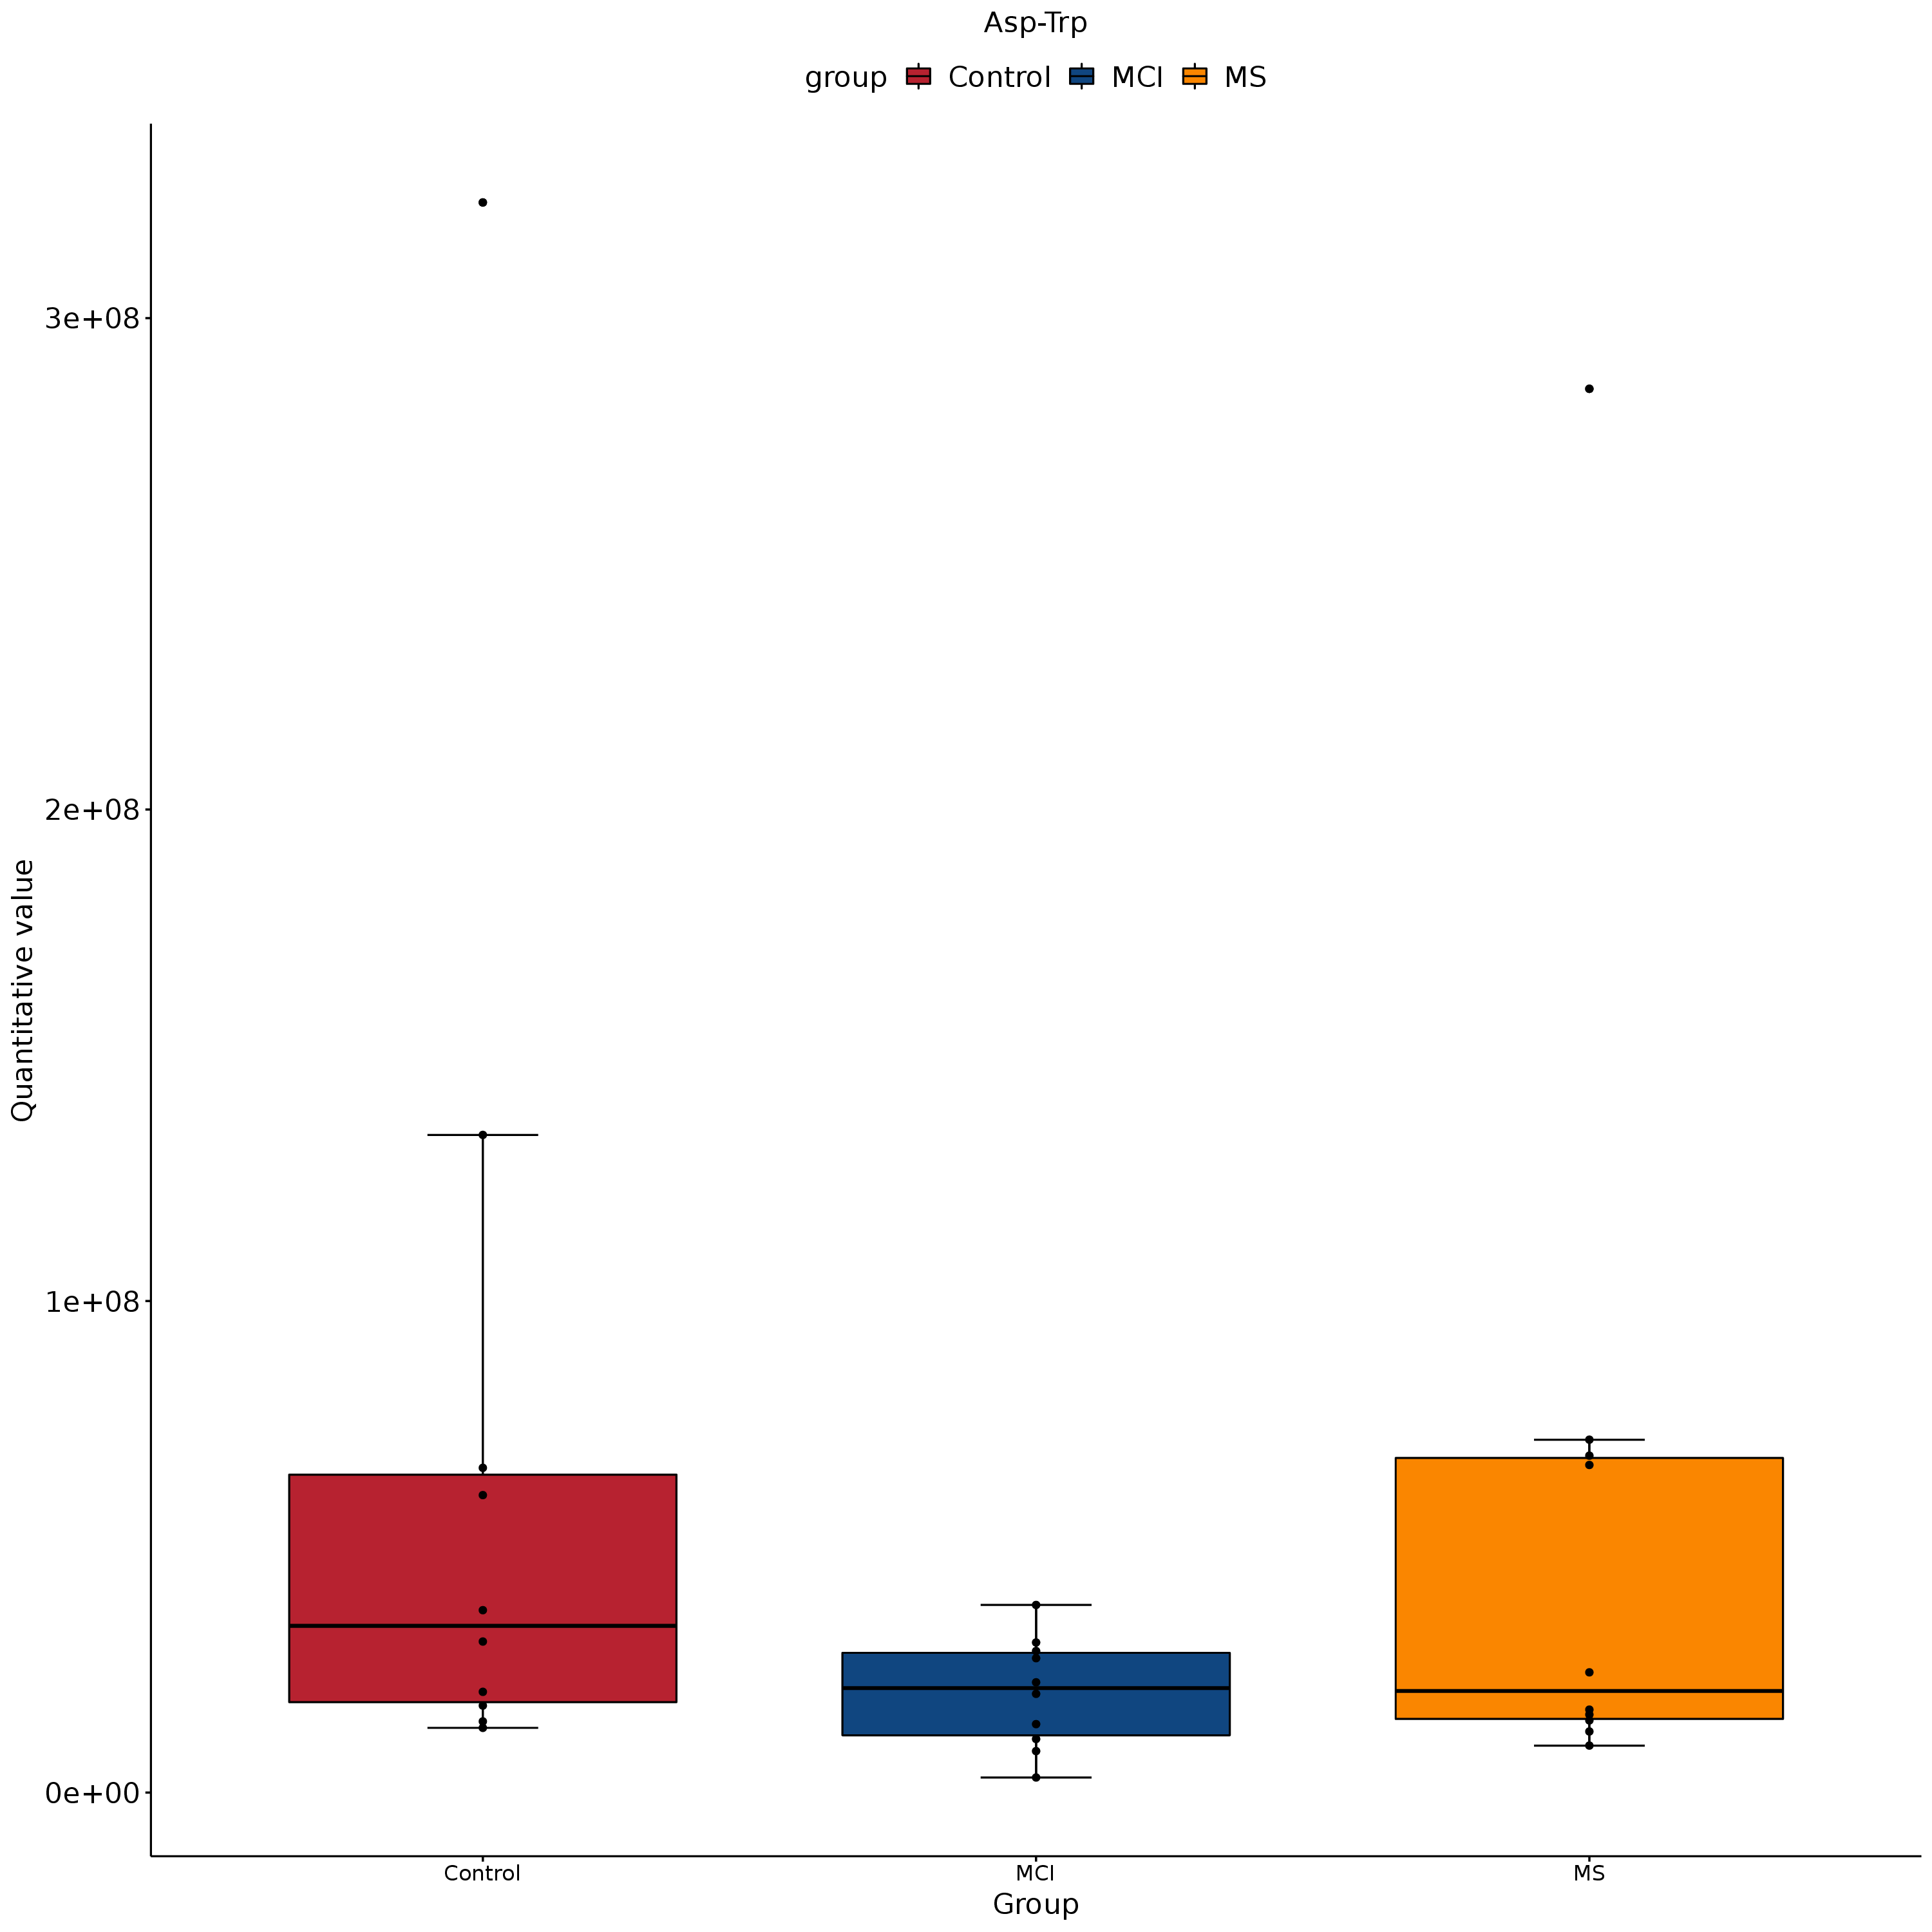 Asp-Trp
group Control MCI MS
3e+08
2e+08
1e+08
0e+00
Quantitative value
Control MCI MS
Group